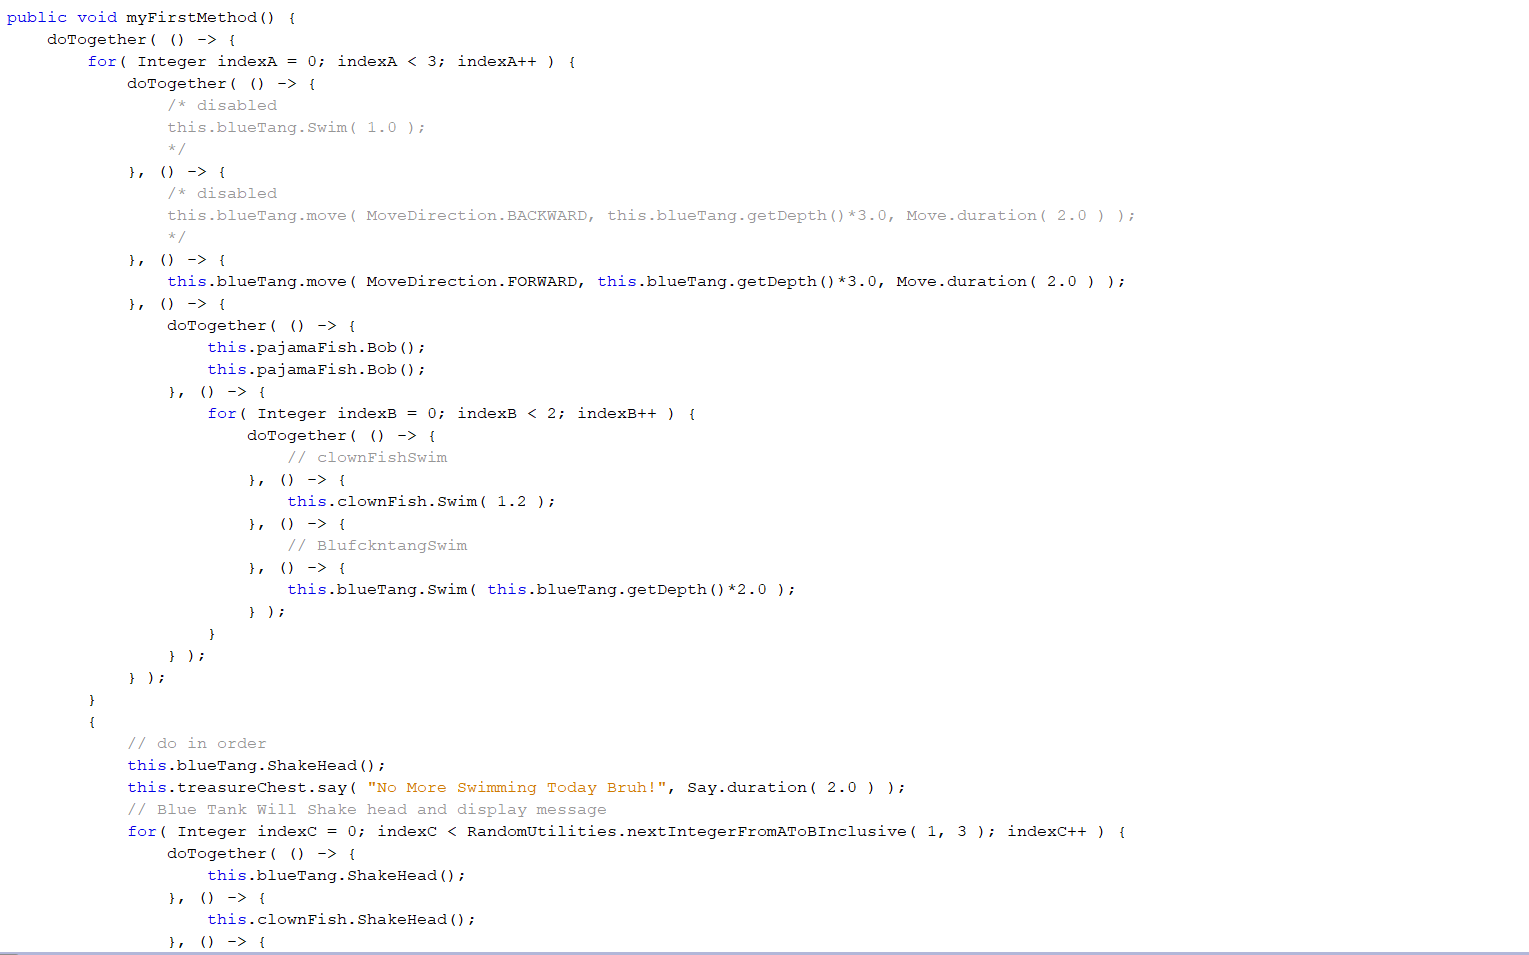 public void myFirstMethod() {
    doTogether( () -> {
        for( Integer indexA = 0; indexA < 3; indexA++ ) {
            doTogether( () -> {
                /* disabled
                this.blueTang.Swim( 1.0 );
                */
            }, () -> {
                /* disabled
                this.blueTang.move( MoveDirection.BACKWARD, this.blueTang.getDepth()*3.0, Move.duration( 2.0 ) );
                */
            }, () -> {
                this.blueTang.move( MoveDirection.FORWARD, this.blueTang.getDepth()*3.0, Move.duration( 2.0 ) );
            }, () -> {
                doTogether( () -> {
                    this.pajamaFish.Bob();
                    this.pajamaFish.Bob();
                }, () -> {
                    for( Integer indexB = 0; indexB < 2; indexB++ ) {
                        doTogether( () -> {
                            // clownFishSwim
                        }, () -> {
                            this.clownFish.Swim( 1.2 );
                        }, () -> {
                            // BlufckntangSwim
                        }, () -> {
                            this.blueTang.Swim( this.blueTang.getDepth()*2.0 );
                        } );
                    }
                } );
            } );
        }
        {
            // do in order
            this.blueTang.ShakeHead();
            this.treasureChest.say( "No More Swimming Today Bruh!", Say.duration( 2.0 ) );
            // Blue Tank Will Shake head and display message
            for( Integer indexC = 0; indexC < RandomUtilities.nextIntegerFromAToBInclusive( 1, 3 ); indexC++ ) {
                doTogether( () -> {
                    this.blueTang.ShakeHead();
                }, () -> {
                    this.clownFish.ShakeHead();
                }, () -> {